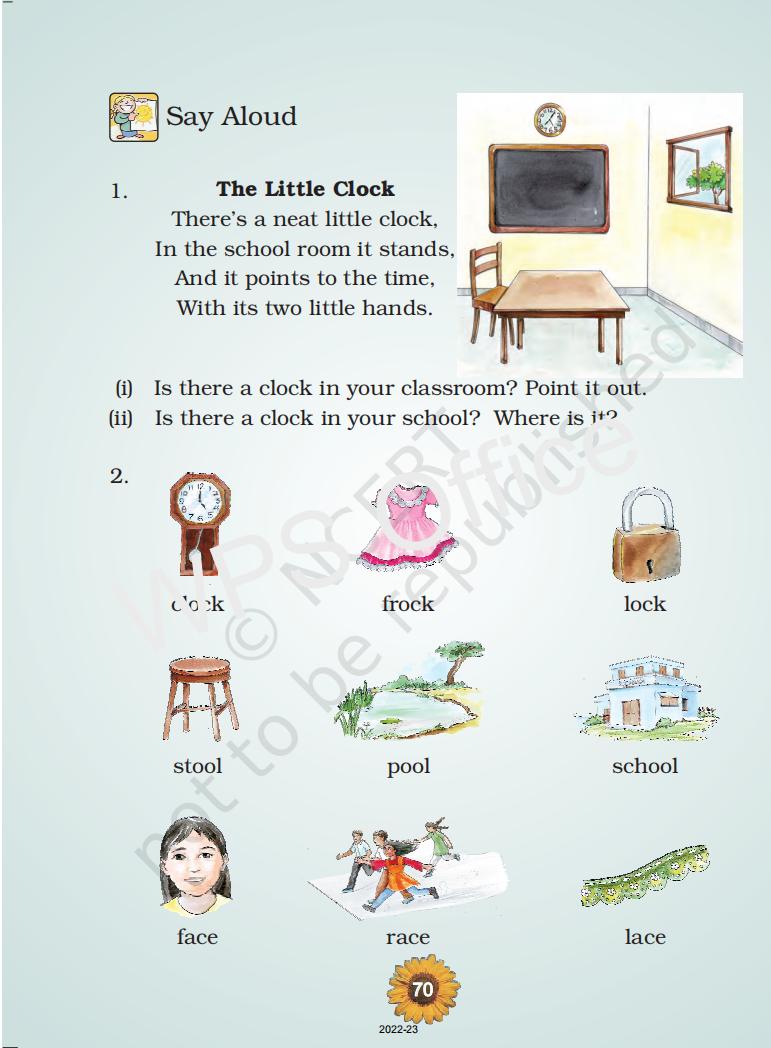 Say Aloud
1. The Little Clock
There's a neat little clock,
In the school room it stands,
And it points to the time,
With its two little hands.
(i) Is there a clock in your classroom? Point it out.
(ii) Is there a clock in your school? Where is it?
2.
clock frock lock
stool pool school
face race lace
70
2022-23
© NCERT
not to be republished
WPS Office